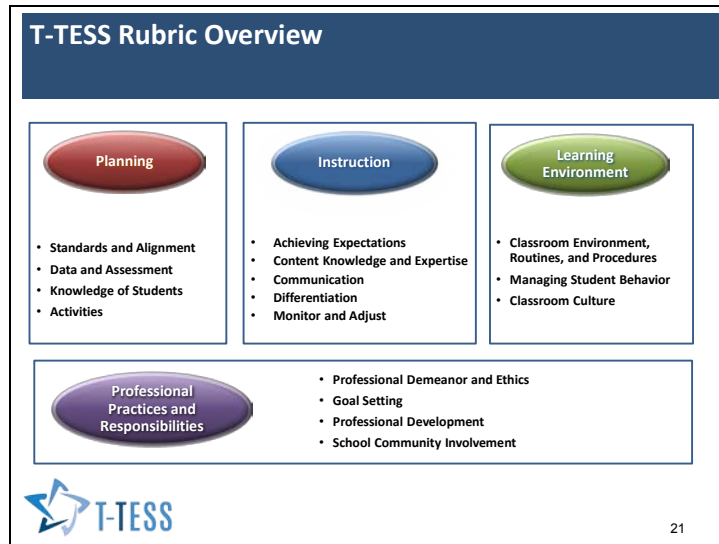 T-TESS Rubric Overview
Planning
• Standards and Alignment
• Data and Assessment
• Knowledge of Students
• Activities
Instruction
• Achieving Expectations
• Content Knowledge and Expertise
• Communication
• Differentiation
• Monitor and Adjust
Learning
Environment
• Classroom Environment,
Routines, and Procedures
• Managing Student Behavior
• Classroom Culture
Professional
Practices and
Responsibilities
• Professional Demeanor and Ethics
• Goal Setting
• Professional Development
• School Community Involvement
T-TESS
21